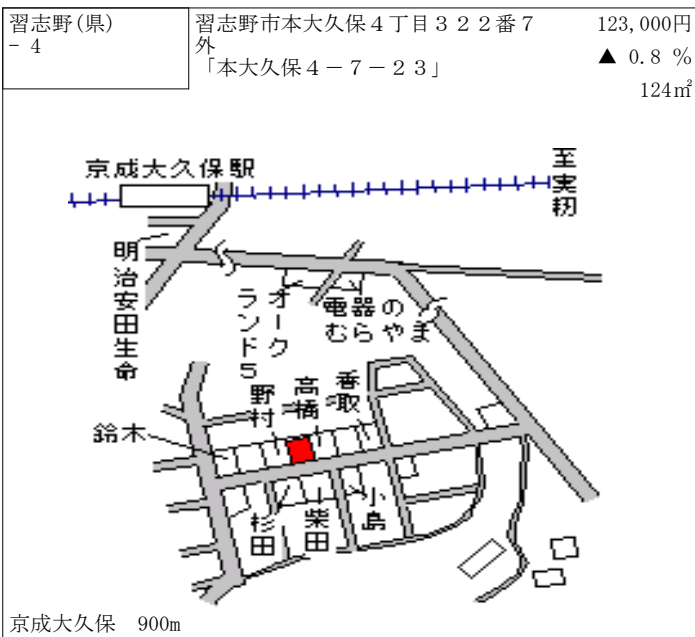 習志野(県)
- 4
習志野市本大久保４丁目３２２番７
外
「本大久保４－７－２３」
123,000円
▲ 0.8 %
124㎡
京成大久保駅
至実籾
明治安田生命
オーク
ランド5
電器の
むらやま
野村
高橋
香取
鈴木
杉田
柴田
小島
京成大久保　900m